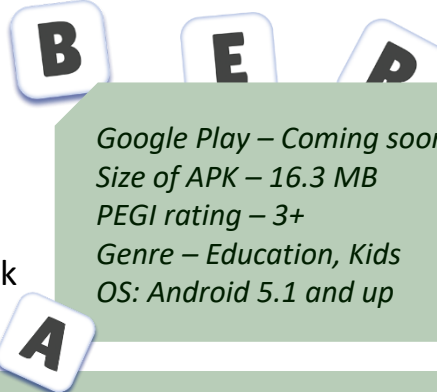 B E R
Google Play – Coming soon
Size of APK – 16.3 MB
PEGI rating – 3+
Genre – Education, Kids
k
OS: Android 5.1 and up
A